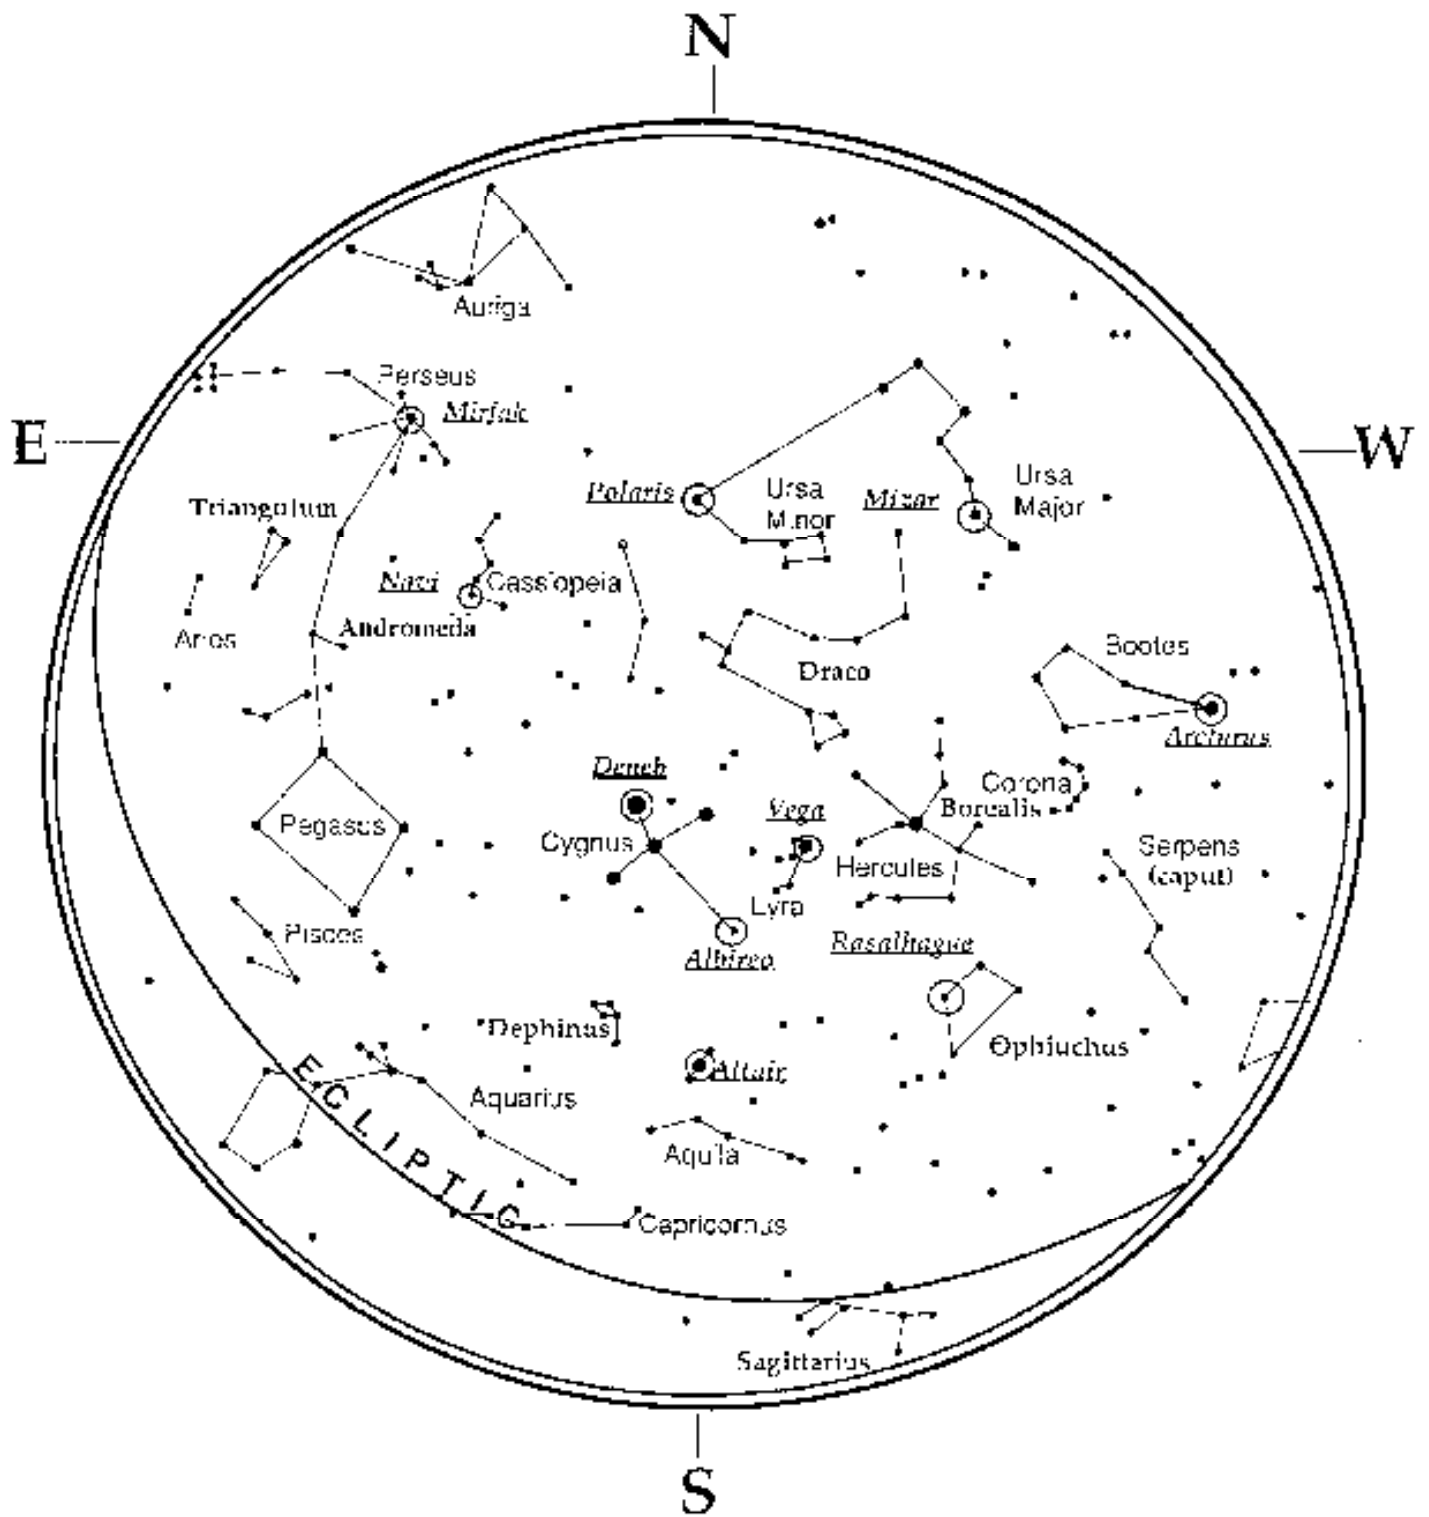 N
Auriga
Perseus
Mirfak
E
W
Triangulum
Polaris
Ursa
Minor
Mizar
Ursa
Major
Navi
Cassiopeia
Andromeda
Aries
Draco
Bootes
Arcturus
Deneb
Vega
Corona
Borealis
Pegasus
Cygnus
Hercules
Serpens
(caput)
Lyra
Pisces
Albireo
Rasalhague
Dephinus
Ophiuchus
Altair
Aquarius
Aquila
ECLIPTIC
Capricornus
Sagittarius
S